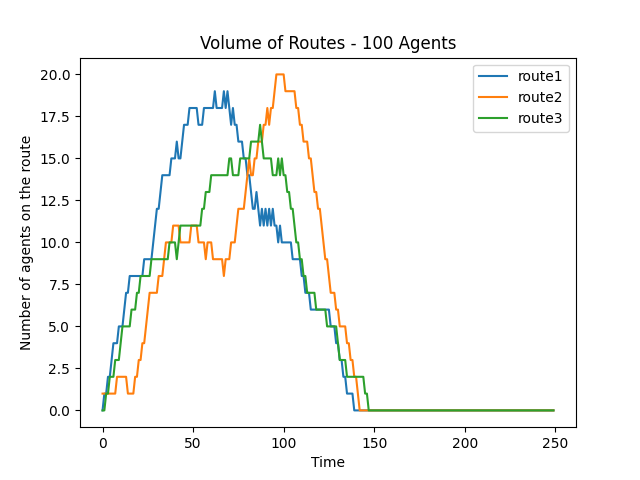 Volume of Routes - 100 Agents
route1
route2
route3
Number of agents on the route
20.0
17.5
15.0
12.5
10.0
7.5
5.0
2.5
0.0
0 50 100 150 200 250
Time